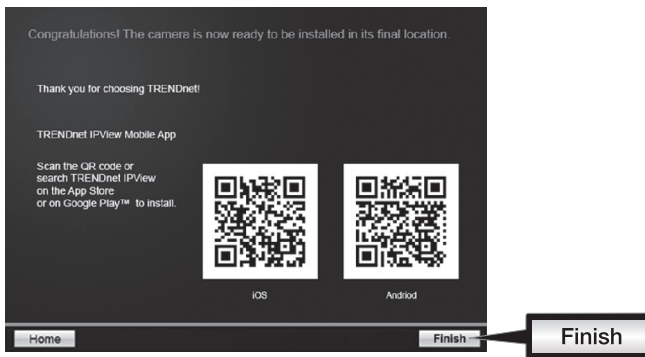 Congratulations! The camera is now ready to be installed in its final location.
Thank you for choosing TRENDnet!
TRENDnet IPView Mobile App
Scan the QR code or
search TRENDnet IPView
on the App Store
or on Google Play™ to install.
iOS
Andriod
Home
Finish
Finish